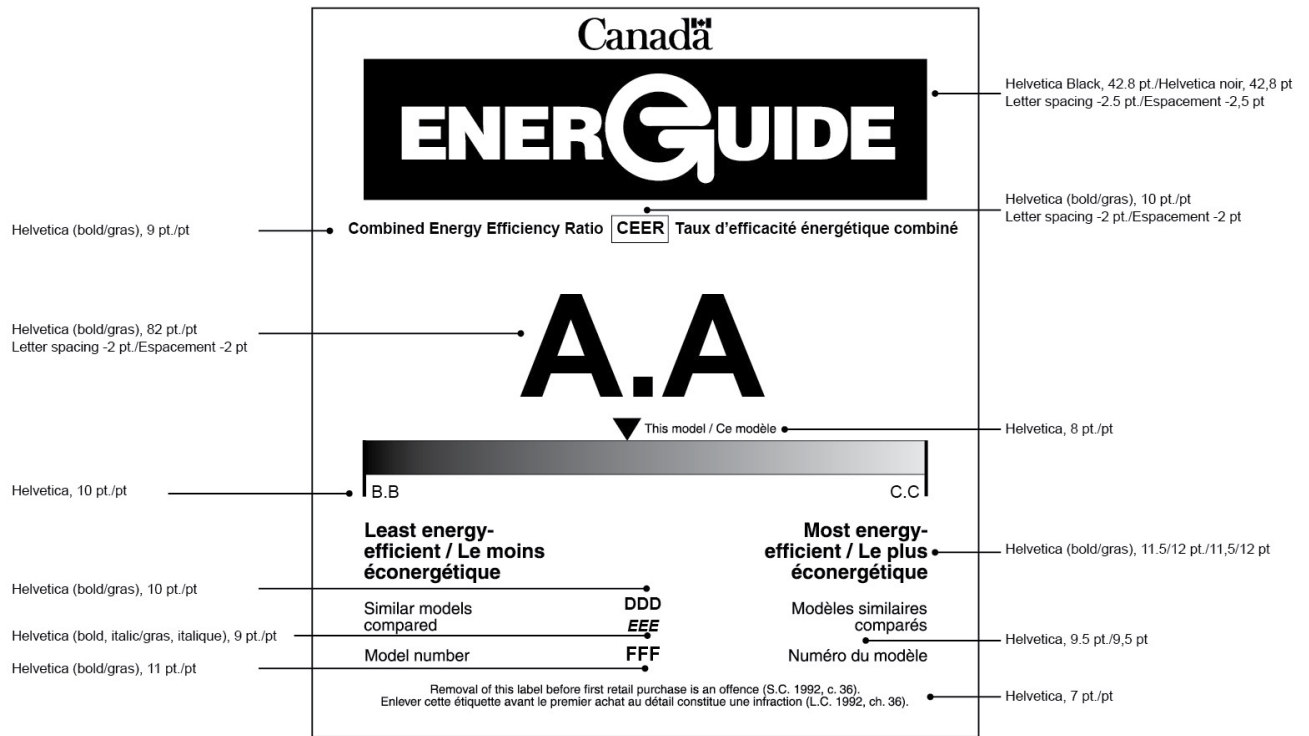 Canada
ENERGUIDE
Helvetica Black, 42.8 pt./Helvetica noir, 42,8 pt
Letter spacing -2.5 pt./Espacement -2,5 pt
Helvetica (bold/gras), 10 pt./pt
Letter spacing -2 pt./Espacement -2 pt
Helvetica (bold/gras), 9 pt./pt
Combined Energy Efficiency Ratio CEER Taux d'efficacité énergétique combiné
Helvetica (bold/gras), 82 pt./pt
Letter spacing -2 pt./Espacement -2 pt
A.A
This model / Ce modèle
Helvetica, 8 pt./pt
Helvetica, 10 pt./pt
B.B
C.C
Least energy-
efficient / Le moins
éconergétique
Most energy-
efficient / Le plus
éconergétique
Helvetica (bold/gras), 11.5/12 pt./11,5/12 pt
Helvetica (bold/gras), 10 pt./pt
Similar models
compared
DDD
EEE
Modèles similaires
comparés
Helvetica (bold, italic/gras, italique), 9 pt./pt
Helvetica, 9.5 pt./9,5 pt
Model number
FFF
Numéro du modèle
Helvetica (bold/gras), 11 pt./pt
Removal of this label before first retail purchase is an offence (S.C. 1992, c. 36).
Enlever cette étiquette avant le premier achat au détail constitue une infraction (L.C. 1992, ch. 36).
Helvetica, 7 pt./pt